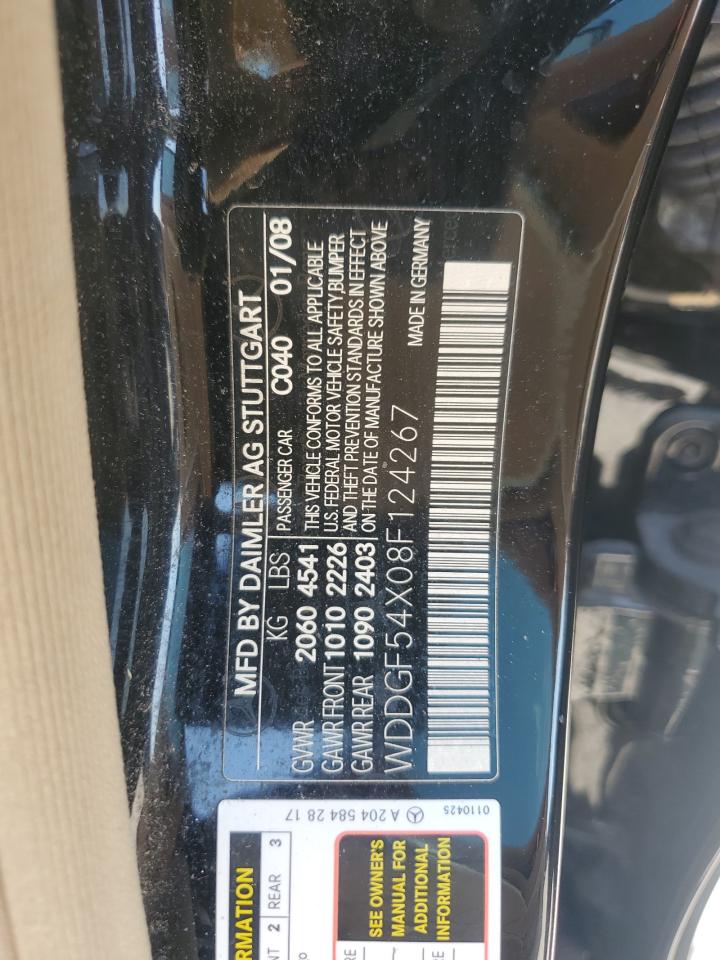 MFD BY DAIMLER AG STUTTGART
KG LBS PASSENGER CAR C040 01/08
GVWR 2060 4541 THIS VEHICLE CONFORMS TO ALL APPLICABLE
GAWR FRONT 1010 2226 U.S. FEDERAL MOTOR VEHICLE SAFETY, BUMPER
GAWR REAR 1090 2403 AND THEFT PREVENTION STANDARDS IN EFFECT
ON THE DATE OF MANUFACTURE SHOWN ABOVE
WDDGF54X08F124267 MADE IN GERMANY
RMATION
NT 2 REAR 3
A 204 584 28 17
0110425
SEE OWNER'S
MANUAL FOR
ADDITIONAL
INFORMATION